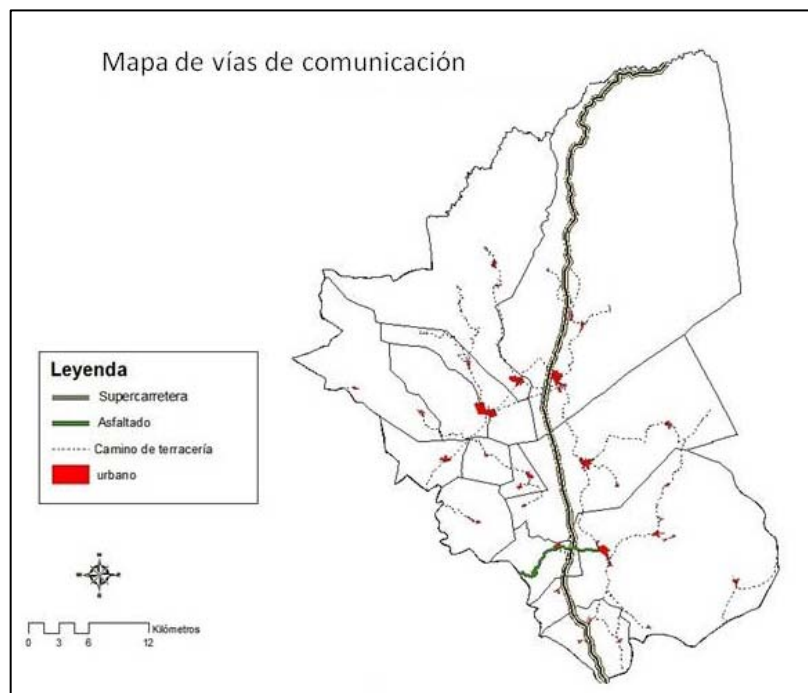 Mapa de vías de comunicación
Leyenda
Supercarretera
Asfaltado
Camino de terracería
urbano
N
Kilómetros
0 3 6 12